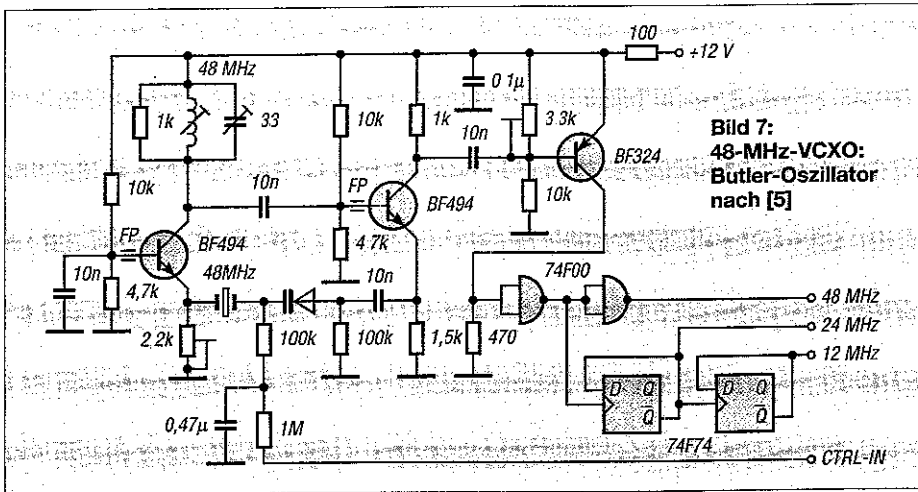 100
÷12 V
48 MHz
0 1µ
1k
33
10k
1k
3.3k
10n
Bild 7:
48-MHz-VCXO:
Butler-Oszillator
nach [5]
10k
10n
FP
BF324
10k
BF494
FP
BF494
74F00
10n
4,7k
48MHz
4 7k
10n
48 MHz
24 MHz
12 MHz
2.2k
100k
100k
1,5k
470
D Q
Q
D Q
Q
0,47µ
1M
74F74
CTRL-IN